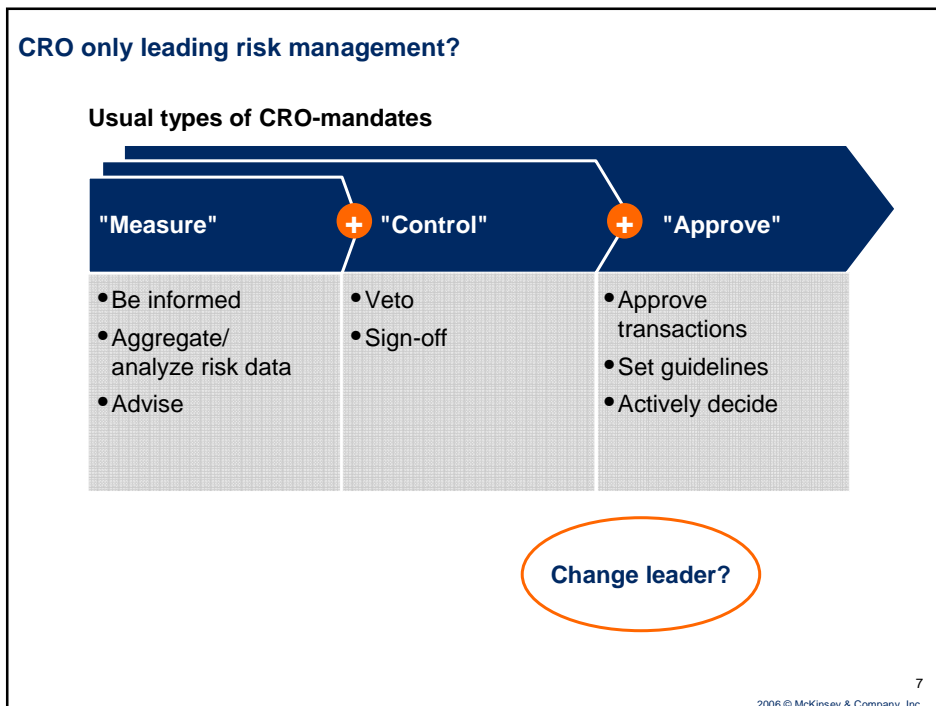 CRO only leading risk management?
Usual types of CRO-mandates
"Measure" + "Control" + "Approve"
• Be informed
• Aggregate/
analyze risk data
• Advise
• Veto
• Sign-off
• Approve
transactions
• Set guidelines
• Actively decide
Change leader?
7
2006 © McKinsey & Company, Inc